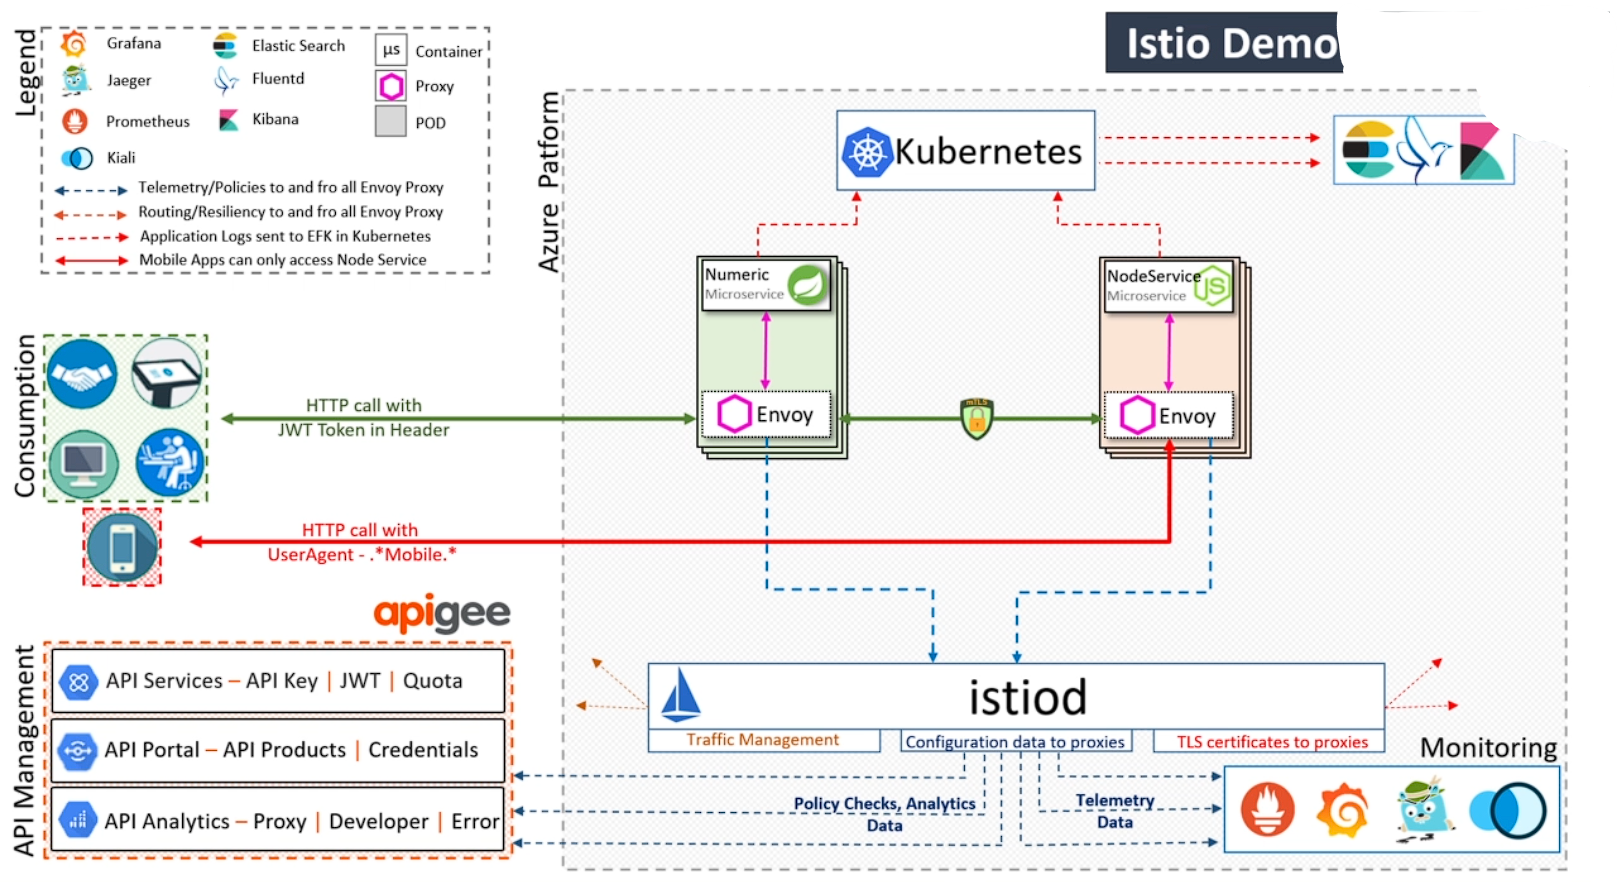 Istio Demo
Legend
Grafana
Elastic Search
µs
Container
Jaeger
Fluentd
Proxy
Prometheus
Kibana
POD
Kiali
Telemetry/Policies to and fro all Envoy Proxy
Routing/Resiliency to and fro all Envoy Proxy
Application Logs sent to EFK in Kubernetes
Mobile Apps can only access Node Service
Azure Patform
Kubernetes
Numeric
Microservice
NodeService
Microservice
JS
Consumption
HTTP call with
JWT Token in Header
Envoy
mTLS
Envoy
HTTP call with
UserAgent - .*Mobile.*
apigee
API Management
API Services – API Key | JWT | Quota
API Portal – API Products | Credentials
API Analytics – Proxy | Developer | Error
istiod
Traffic Management
Configuration data to proxies
TLS certificates to proxies
Monitoring
Policy Checks, Analytics
Data
Telemetry
Data